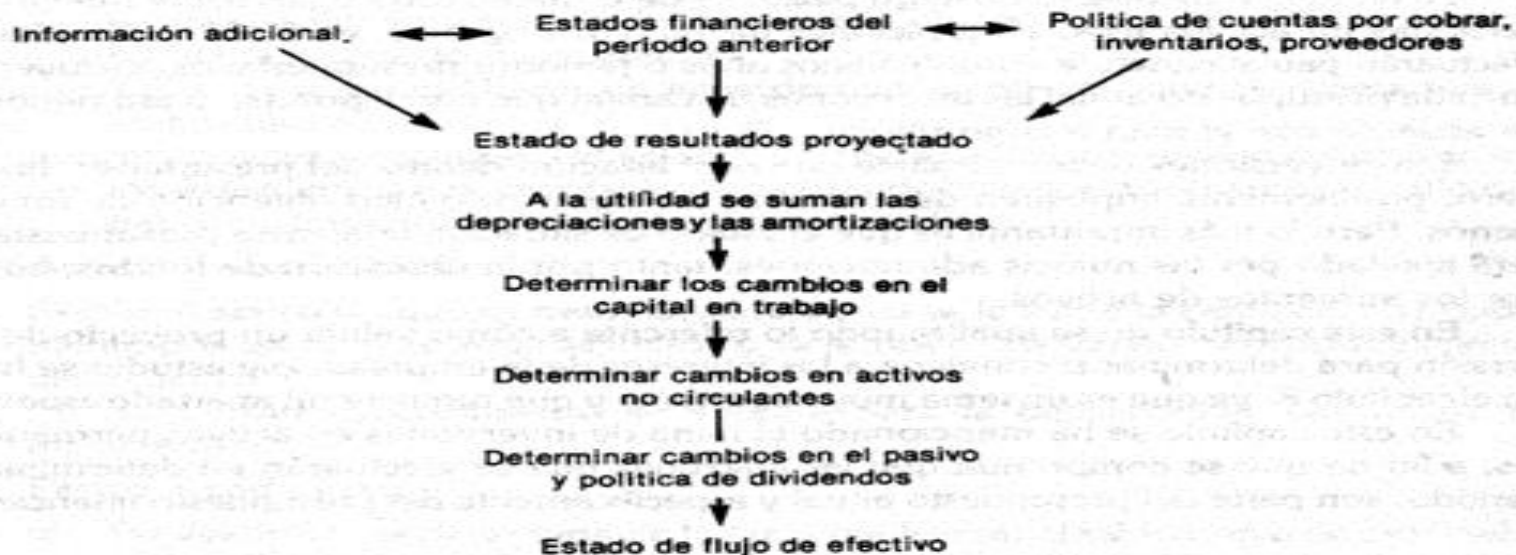 Información adicional.
Estados financieros del
periodo anterior
Politica de cuentas por cobrar,
inventarios, proveedores
Estado de resultados proyectado
A la utilidad se suman las
depreciaciones y las amortizaciones
Determinar los cambios en el
capital en trabajo
Determinar cambios en activos
no circulantes
Determinar cambios en el pasivo
y política de dividendos
Estado de flujo de efectivo